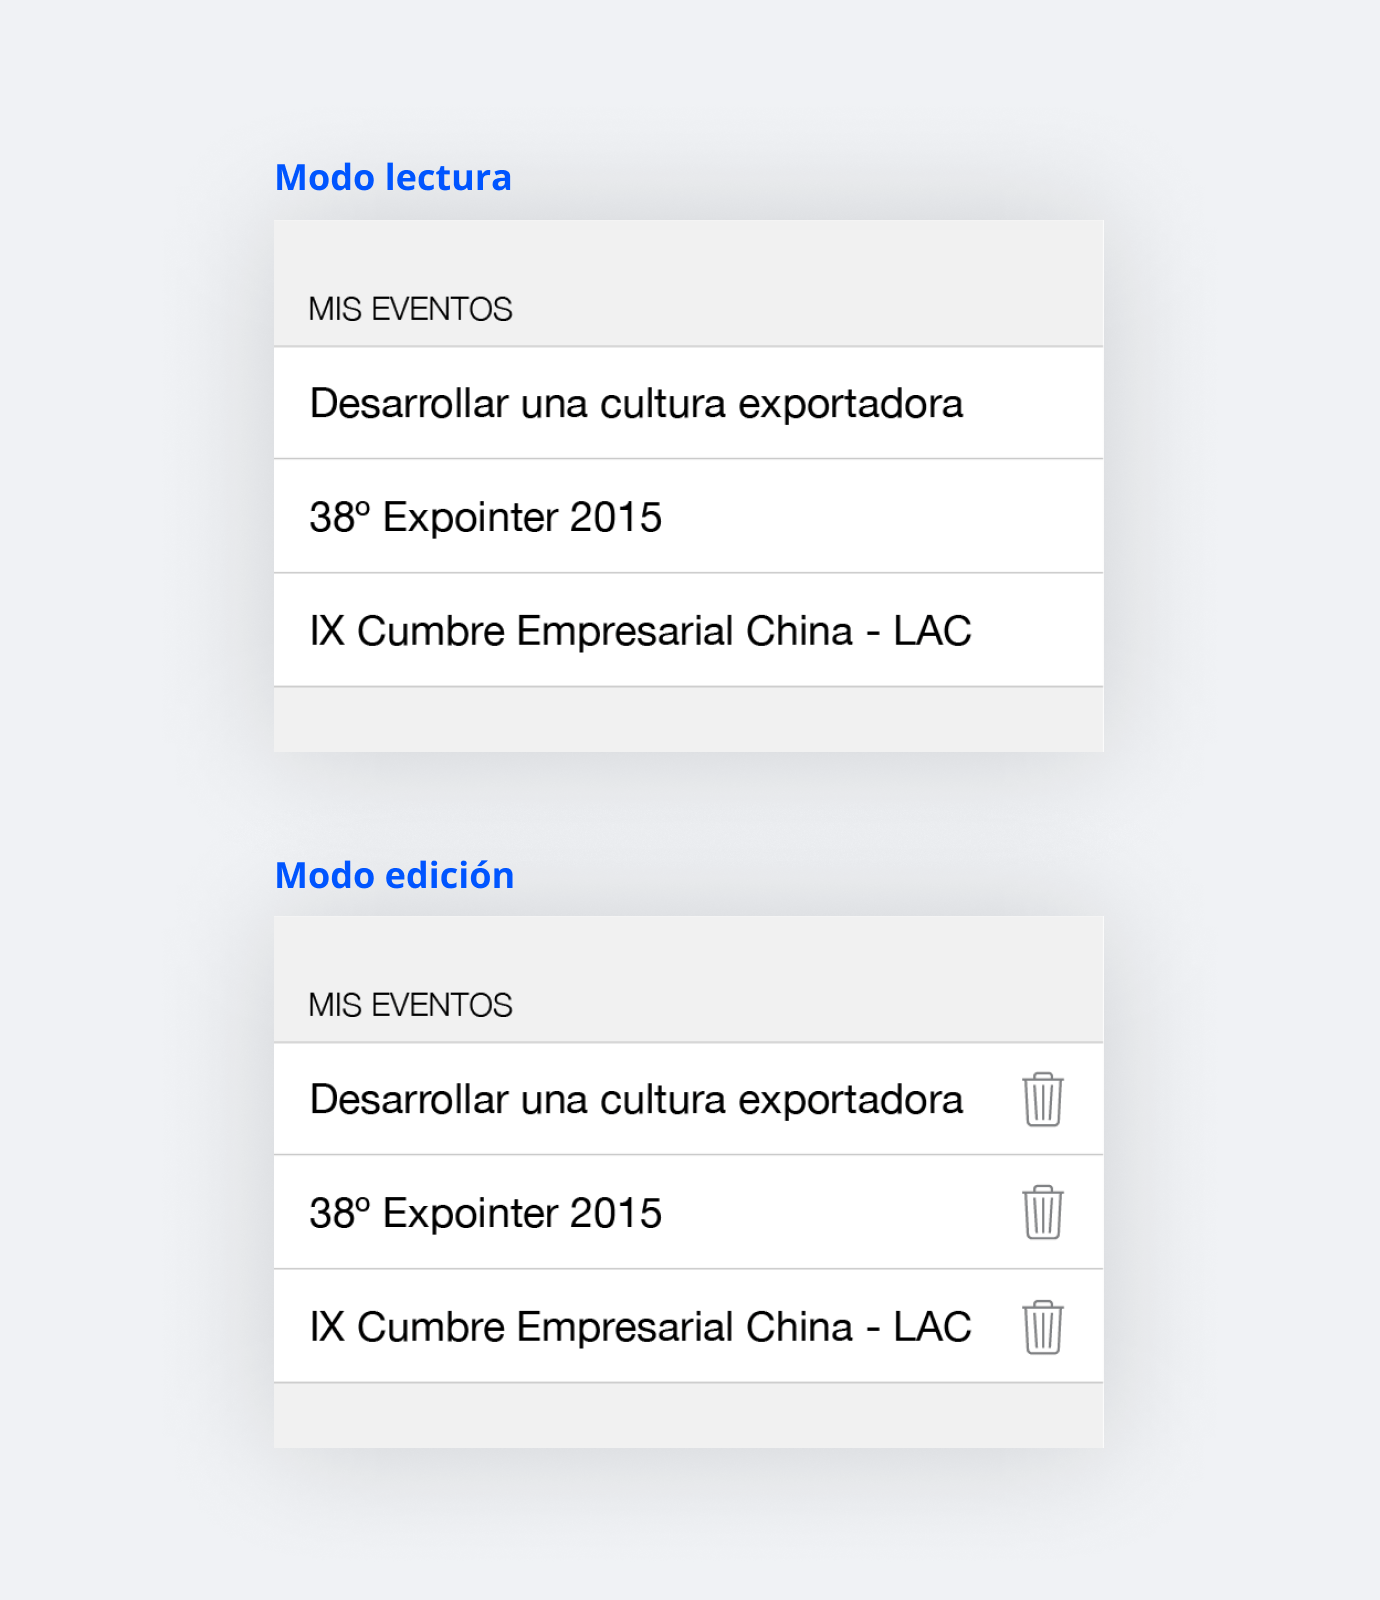 Modo lectura
MIS EVENTOS
Desarrollar una cultura exportadora
38º Expointer 2015
IX Cumbre Empresarial China - LAC
Modo edición
MIS EVENTOS
Desarrollar una cultura exportadora
38º Expointer 2015
IX Cumbre Empresarial China - LAC